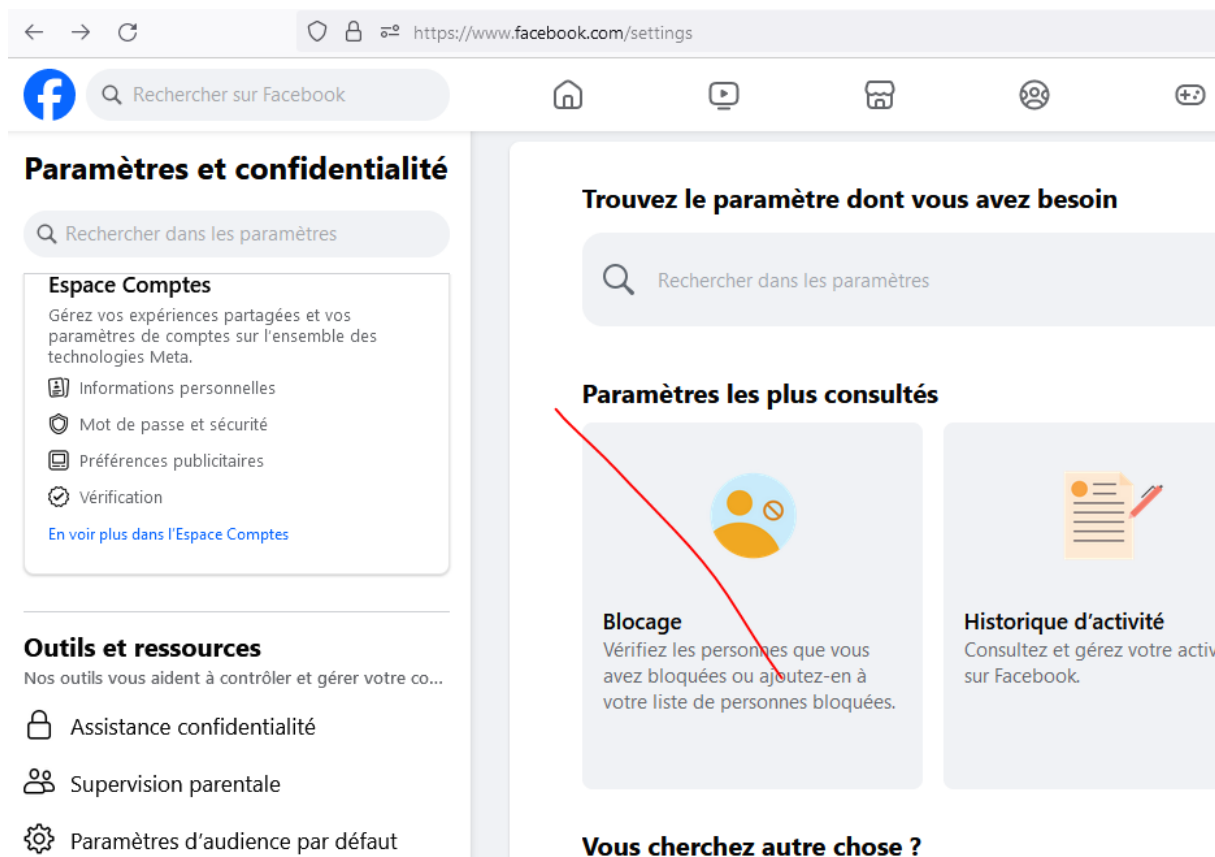 https://www.facebook.com/settings
Rechercher sur Facebook
Paramètres et confidentialité
Rechercher dans les paramètres
Espace Comptes
Gérez vos expériences partagées et vos
paramètres de comptes sur l'ensemble des
technologies Meta.
Informations personnelles
Mot de passe et sécurité
Préférences publicitaires
Vérification
En voir plus dans l'Espace Comptes
Outils et ressources
Nos outils vous aident à contrôler et gérer votre co...
Assistance confidentialité
Supervision parentale
Paramètres d'audience par défaut
Trouvez le paramètre dont vous avez besoin
Rechercher dans les paramètres
Paramètres les plus consultés
Blocage
Vérifiez les personnes que vous
avez bloquées ou ajoutez-en à
votre liste de personnes bloquées.
Historique d'activité
Consultez et gérez votre activ
sur Facebook.
Vous cherchez autre chose ?